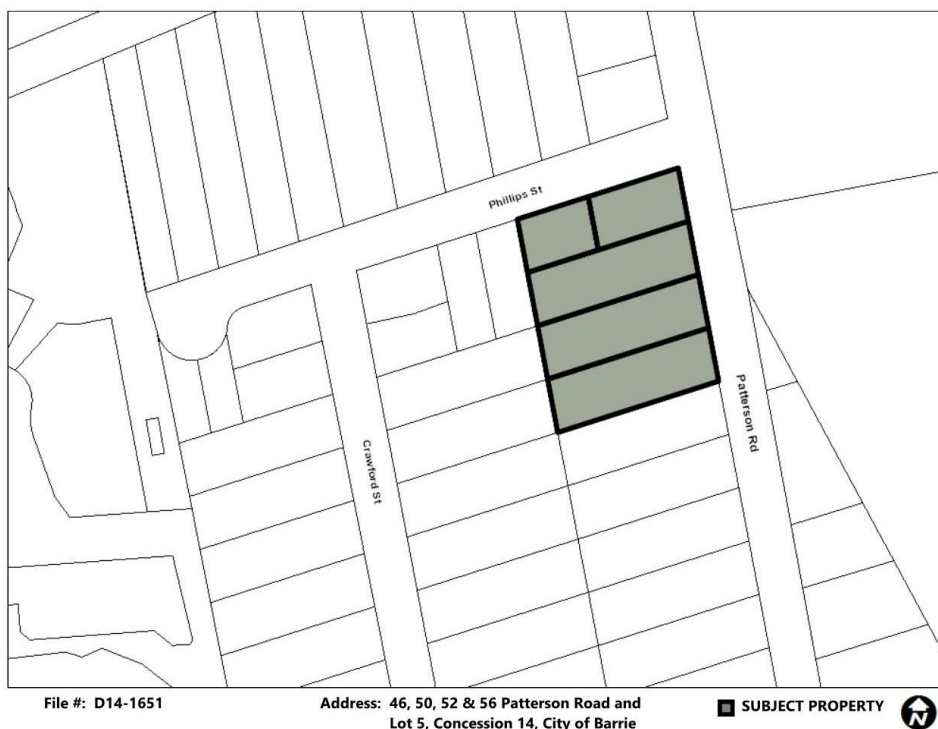 Phillips St
Crawford St
Patterson Rd
File #: D14-1651
Address: 46, 50, 52 & 56 Patterson Road and
Lot 5, Concession 14, City of Barrie
SUBJECT PROPERTY
N